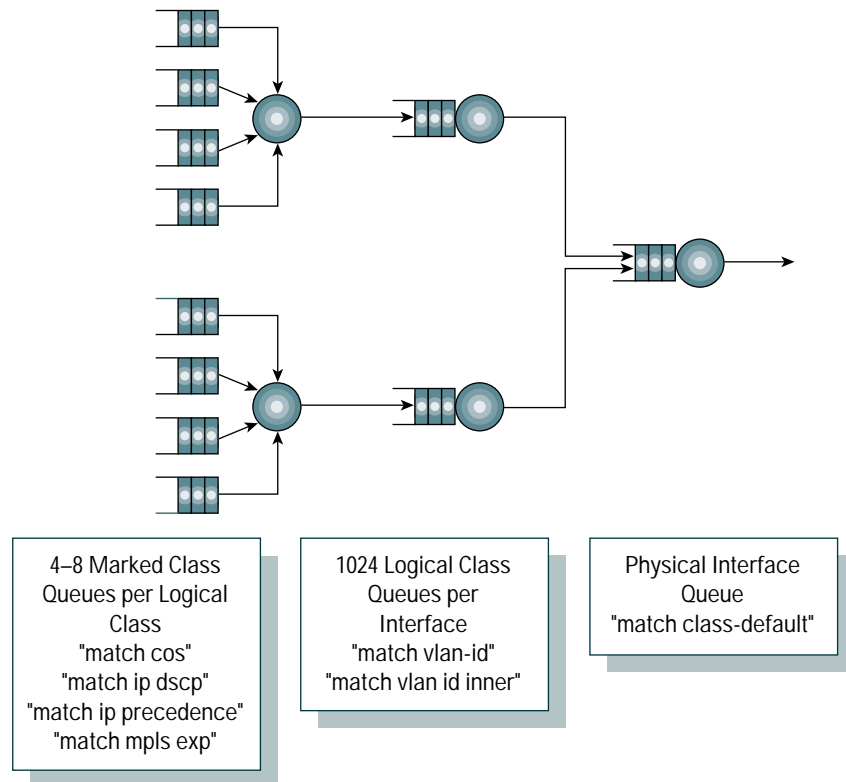 4–8 Marked Class
Queues per Logical
Class
"match cos"
"match ip dscp"
"match ip precedence"
"match mpls exp"
1024 Logical Class
Queues per
Interface
"match vlan-id"
"match vlan id inner"
Physical Interface
Queue
"match class-default"